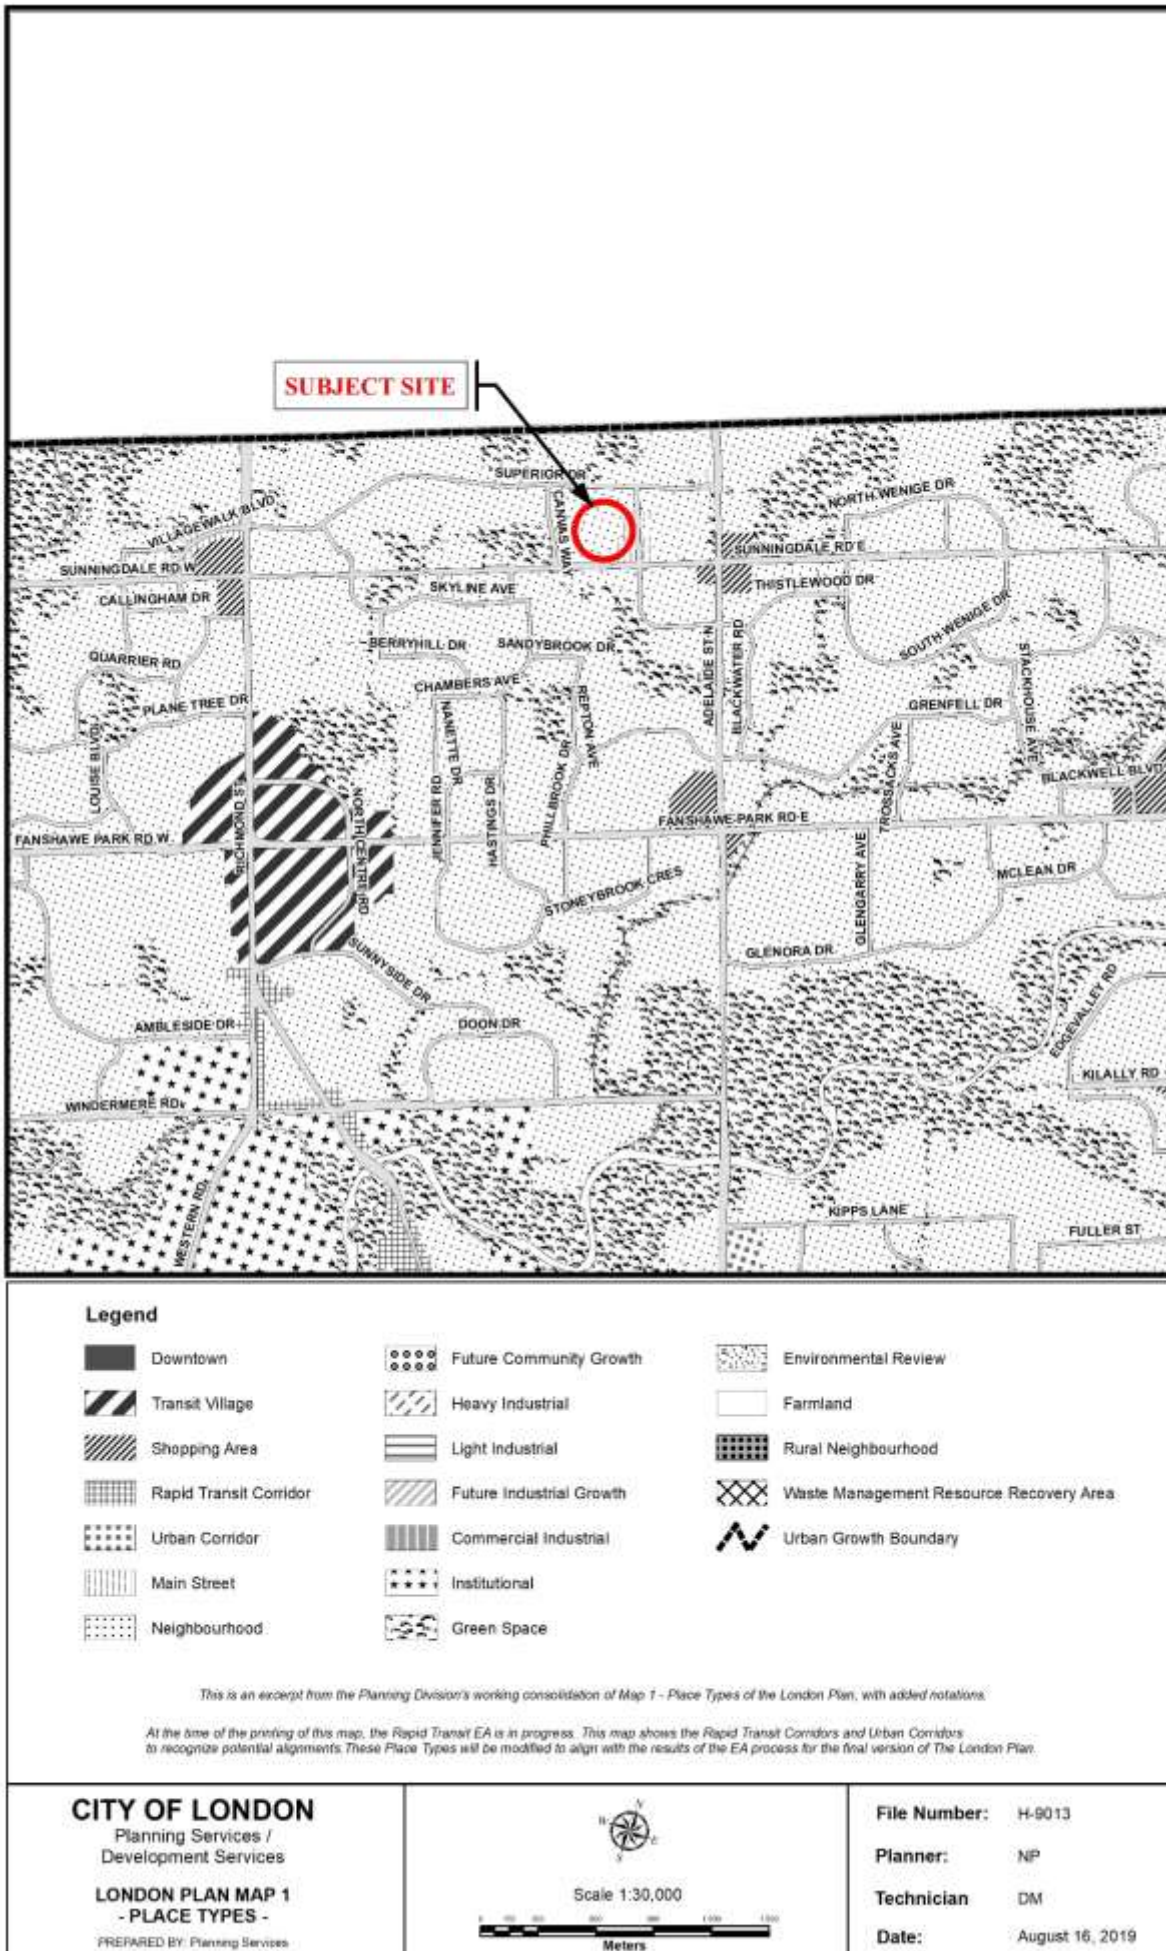 SUBJECT SITE
SUPERIOR DR
CANVAS WAY
NORTH WENIGE DR
VILLAGEWALK BLVD
SUNNINGDALE RD E
SUNNINGDALE RD W
SKYLINE AVE
THISTLEWOOD DR
CALLINGHAM DR
BERRYHILL DR
SANDYBROOK DR
SOUTH WENIGE DR
QUARRIER RD
CHAMBERS AVE
ADELAIDE ST N
BLACKWATER RD
STACKHOUSE AVE
PLANE TREE DR
NANETTE DR
REPTON AVE
GRENFELL DR
LOUISE BLVD
JENNIFER RD
HASTINGS DR
PHILLBROOK DR
TROSSACKS AVE
BLACKWELL BLVD
RICHMOND ST
NORTH CENTRE RD
FANSHAWE PARK RD W
FANSHAWE PARK RD E
STONEYBROOK CRES
GLENGARRY AVE
MCLEAN DR
SUNNYSIDE DR
GLENORA DR
AMBLESIDE DR
DOON DR
EDGEVALLEY RD
KILALLY RD
WINDERMERE RD
WESTERN RD
KIPPS LANE
FULLER ST
Legend
Downtown
Transit Village
Shopping Area
Rapid Transit Corridor
Urban Corridor
Main Street
Neighbourhood
Future Community Growth
Heavy Industrial
Light Industrial
Future Industrial Growth
Commercial Industrial
Institutional
Green Space
Environmental Review
Farmland
Rural Neighbourhood
Waste Management Resource Recovery Area
Urban Growth Boundary
This is an excerpt from the Planning Division's working consolidation of Map 1 - Place Types of the London Plan, with added notations.
At the time of the printing of this map, the Rapid Transit EA is in progress. This map shows the Rapid Transit Corridors and Urban Corridors
to recognize potential alignments. These Place Types will be modified to align with the results of the EA process for the final version of The London Plan.
CITY OF LONDON
Planning Services /
Development Services
LONDON PLAN MAP 1
- PLACE TYPES -
PREPARED BY: Planning Services
N
W
E
S
Scale 1:30,000
Meters
File Number: H-9013
Planner: NP
Technician DM
Date: August 16, 2019